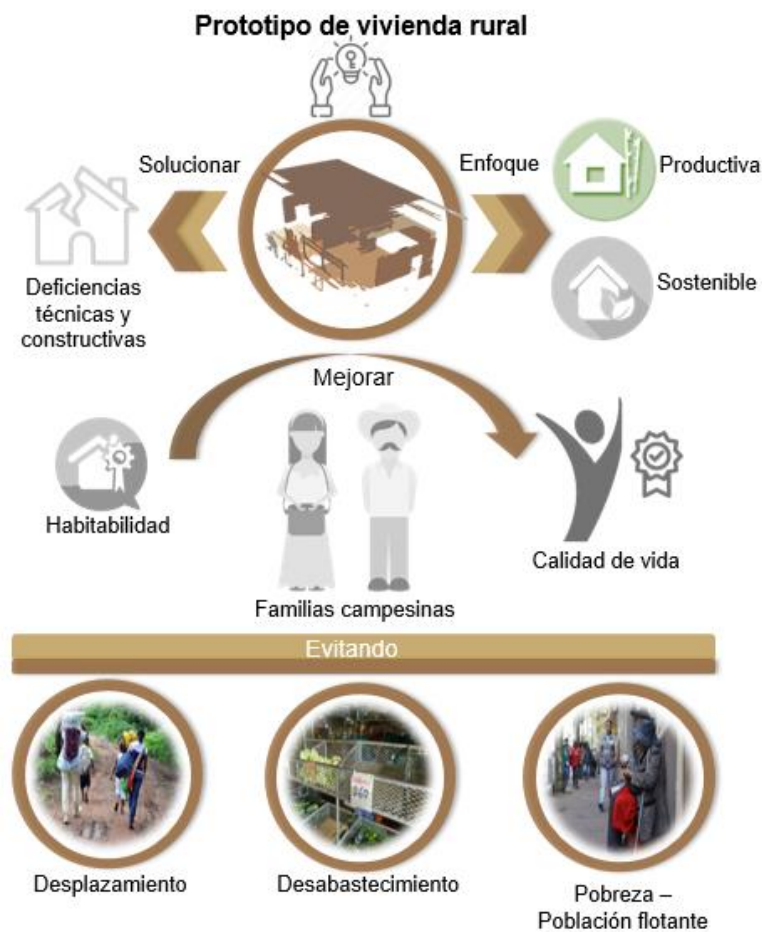 Prototipo de vivienda rural
Solucionar
Enfoque
Productiva
Sostenible
Deficiencias
técnicas y
constructivas
Mejorar
Habitabilidad
Calidad de vida
Familias campesinas
Evitando
Desplazamiento
Desabastecimiento
Pobreza –
Población flotante